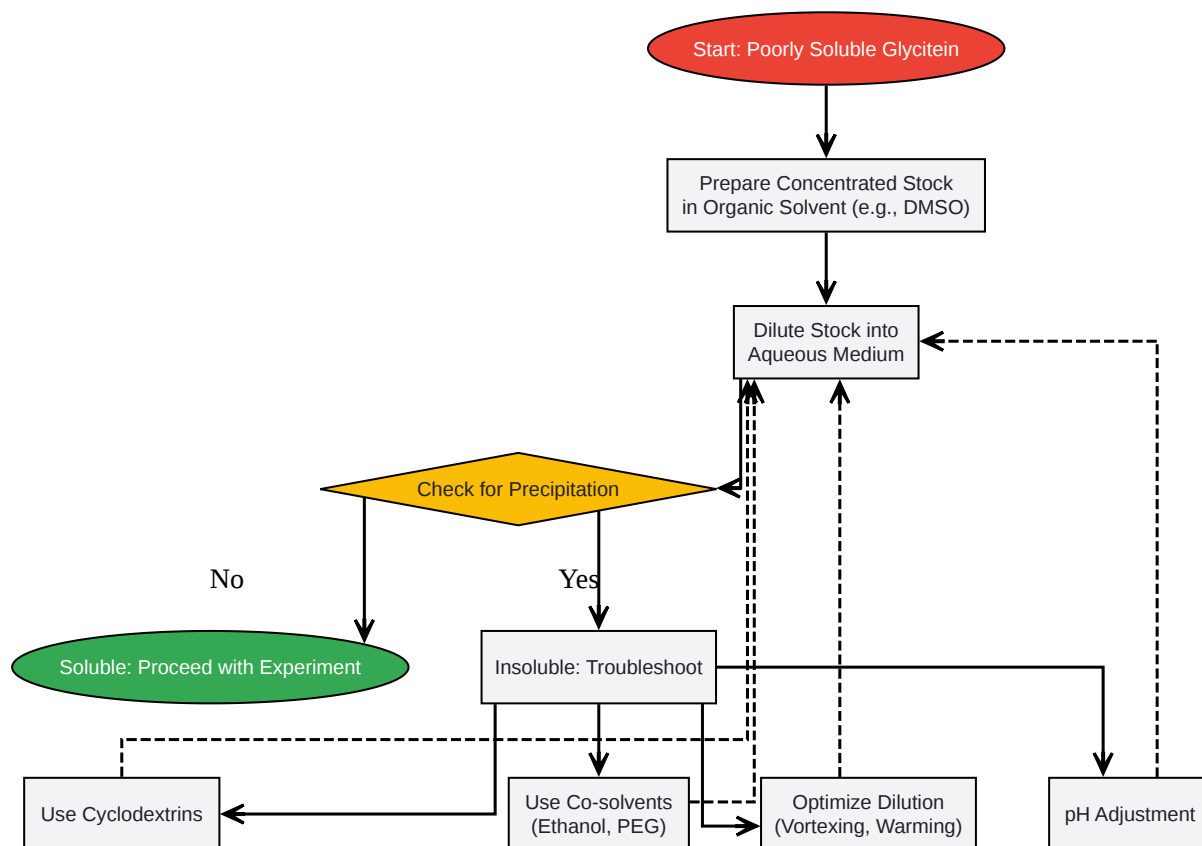 Start: Poorly Soluble Glycitein
Prepare Concentrated Stock
in Organic Solvent (e.g., DMSO)
Dilute Stock into
Aqueous Medium
Check for Precipitation
No
Yes
Soluble: Proceed with Experiment
Insoluble: Troubleshoot
Use Cyclodextrins
Use Co-solvents
(Ethanol, PEG)
Optimize Dilution
(Vortexing, Warming)
pH Adjustment